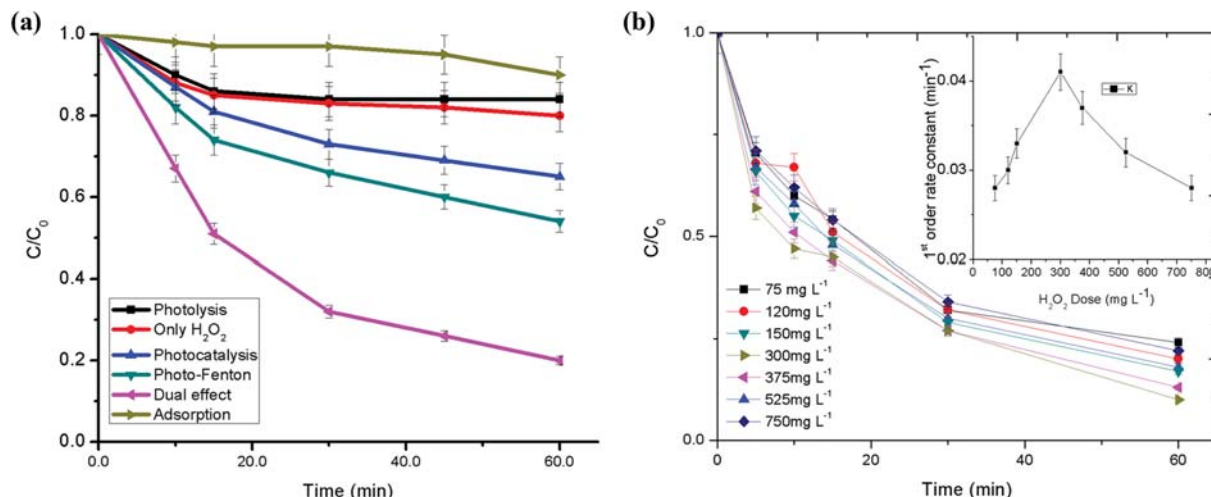 (a)
1.0
0.8
0.6
0.4
0.2
0.0
C/C₀
Photolysis
Only H₂O₂
Photocatalysis
Photo-Fenton
Dual effect
Adsorption
0.0 20.0 40.0 60.0
Time (min)
(b)
1.0
0.5
0.0
C/C₀
75 mg L⁻¹
120mg L⁻¹
150mg L⁻¹
300mg L⁻¹
375mg L⁻¹
525mg L⁻¹
750mg L⁻¹
0 20 40 60
Time (min)
1ˢᵗ order rate constant (min⁻¹)
0.04
0.03
0.02
K
0 100 200 300 400 500 600 700 800
H₂O₂ Dose (mg L⁻¹)